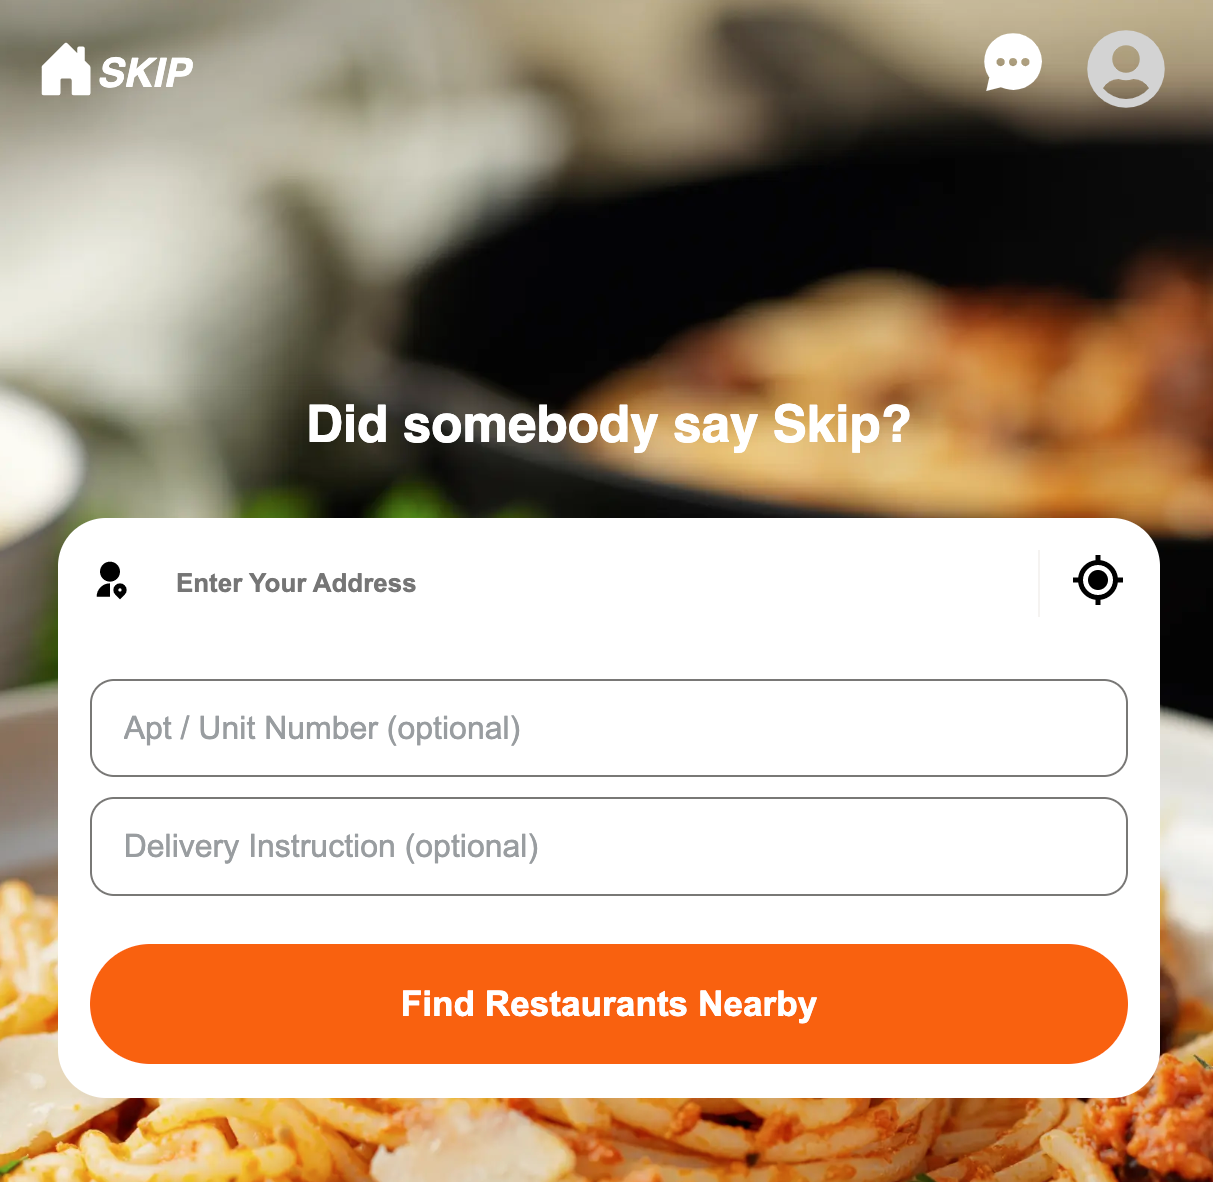 SKIP
Did somebody say Skip?
Enter Your Address
Apt / Unit Number (optional)
Delivery Instruction (optional)
Find Restaurants Nearby